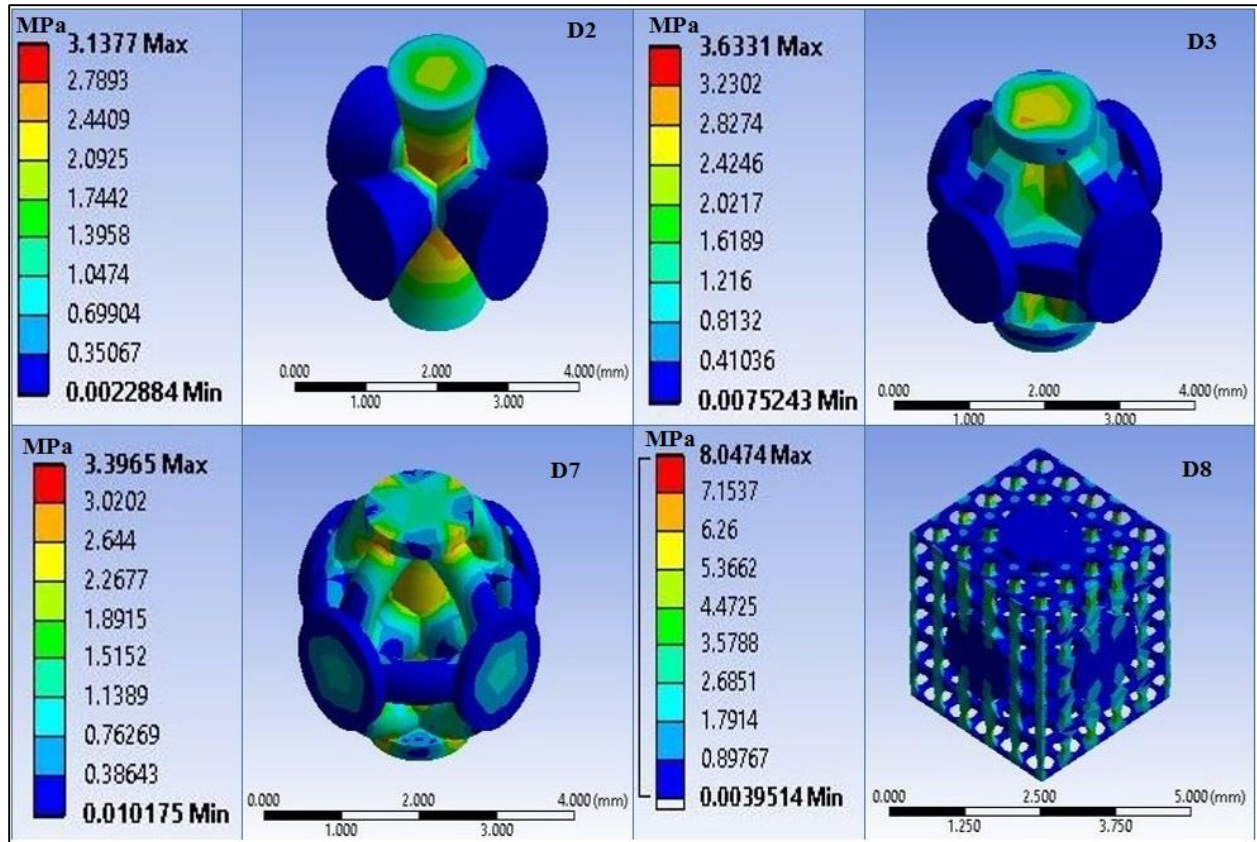 MPa
3.1377 Max
2.7893
2.4409
2.0925
1.7442
1.3958
1.0474
0.69904
0.35067
0.0022884 Min
D2
0.000 2.000 4.000 (mm)
1.000 3.000
MPa
3.6331 Max
3.2302
2.8274
2.4246
2.0217
1.6189
1.216
0.8132
0.41036
0.0075243 Min
D3
0.000 2.000 4.000 (mm)
1.000 3.000
MPa
3.3965 Max
3.0202
2.644
2.2677
1.8915
1.5152
1.1389
0.76269
0.38643
0.010175 Min
D7
0.000 2.000 4.000 (mm)
1.000 3.000
MPa
8.0474 Max
7.1537
6.26
5.3662
4.4725
3.5788
2.6851
1.7914
0.89767
0.0039514 Min
D8
0.000 2.500 5.000 (mm)
1.250 3.750